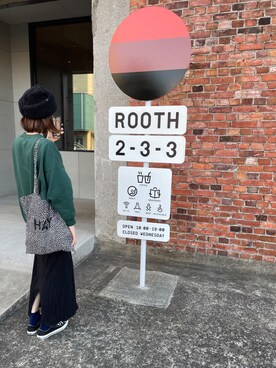 ROOTH
2-3-3
OPEN 10:00-18:00
CLOSED WEDNESDAY
HAY